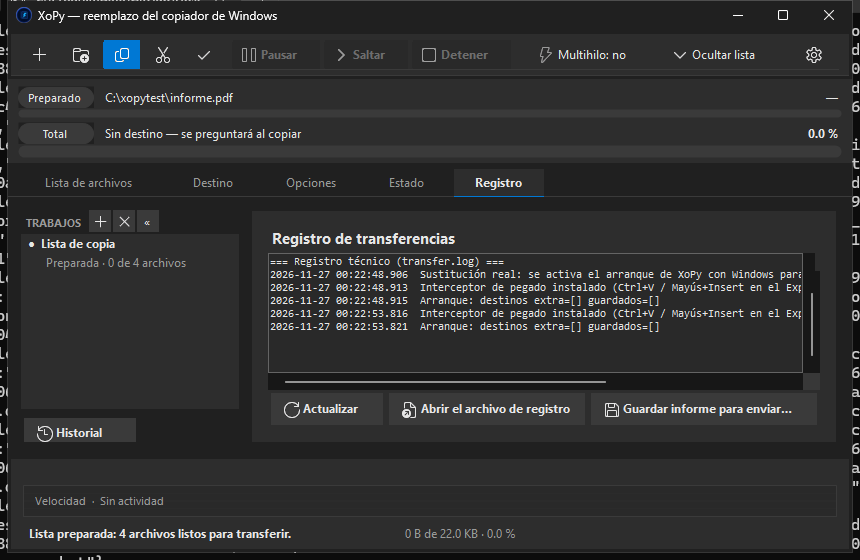 XoPy — reemplazo del copiador de Windows
Pausar
Saltar
Detener
Multihilo: no
Ocultar lista
Preparado
C:\xopytest\informe.pdf
—
Total
Sin destino — se preguntará al copiar
0.0 %
Lista de archivos
Destino
Opciones
Estado
Registro
TRABAJOS
Lista de copia
Preparada · 0 de 4 archivos
Historial
Registro de transferencias
=== Registro técnico (transfer.log) ===
2026-11-27 00:22:48.906 Sustitución real: se activa el arranque de XoPy con Windows para
2026-11-27 00:22:48.913 Interceptor de pegado instalado (Ctrl+V / Mayús+Insert en el Exp
2026-11-27 00:22:48.915 Arranque: destinos extra=[] guardados=[]
2026-11-27 00:22:53.816 Interceptor de pegado instalado (Ctrl+V / Mayús+Insert en el Exp
2026-11-27 00:22:53.821 Arranque: destinos extra=[] guardados=[]
Actualizar
Abrir el archivo de registro
Guardar informe para enviar...
Velocidad · Sin actividad
Lista preparada: 4 archivos listos para transferir.
0 B de 22.0 KB · 0.0 %